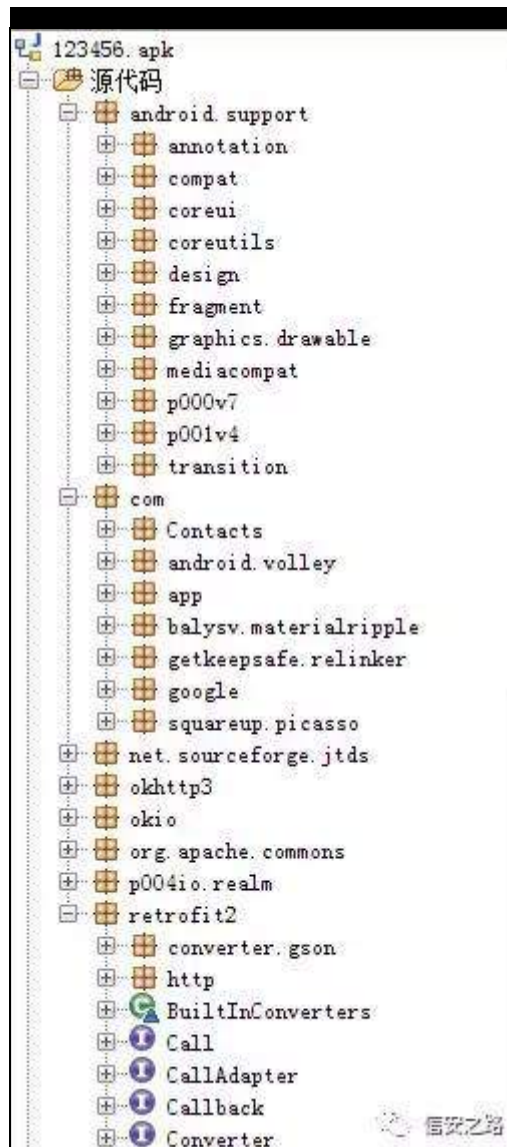 123456.apk
源代码
android.support
annotation
compat
coreui
coreutils
design
fragment
graphics.drawable
mediacompat
p000v7
p001v4
transition
com
Contacts
android.volley
app
balysv.materialripple
getkeepsafe.relinker
google
squareup.picasso
net.sourceforge.jtds
okhttp3
okio
org.apache.commons
p004io.realm
retrofit2
converter.gson
http
BuiltInConverters
Call
CallAdapter
Callback
Converter
信安之路